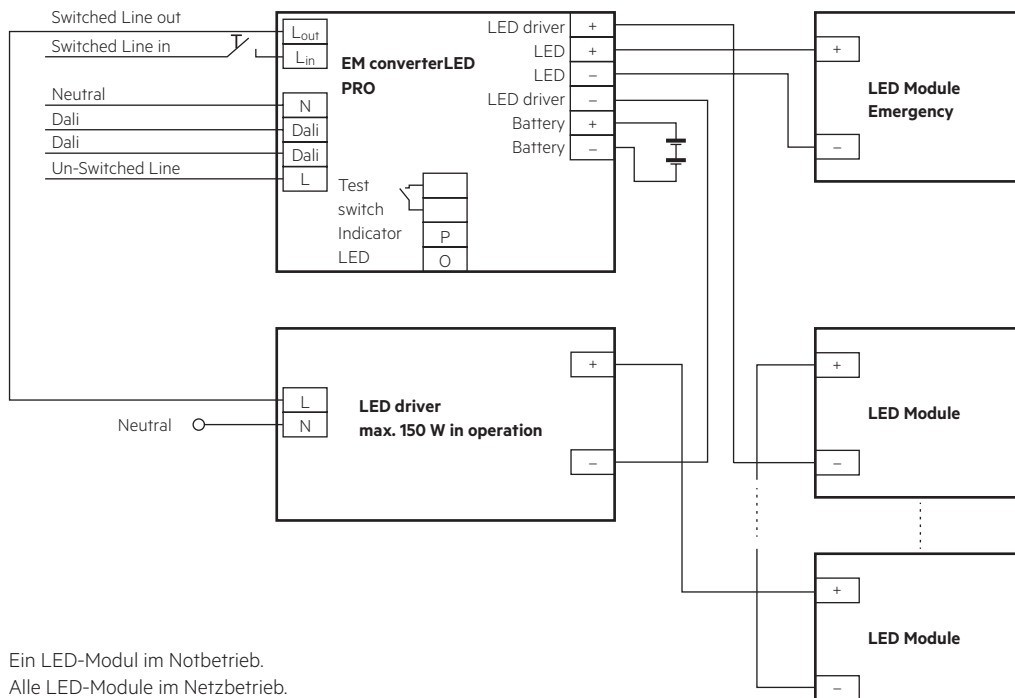 Switched Line out
Switched Line in
Neutral
Dali
Dali
Un-Switched Line
Lout
Lin
N
Dali
Dali
L
EM converterLED
PRO
Test
switch
Indicator
LED
P
O
LED driver +
LED +
LED –
LED driver –
Battery +
Battery –
+
–
LED Module
Emergency
Neutral
L
N
LED driver
max. 150 W in operation
+
–
+
–
LED Module
+
–
LED Module
Ein LED-Modul im Notbetrieb.
Alle LED-Module im Netzbetrieb.